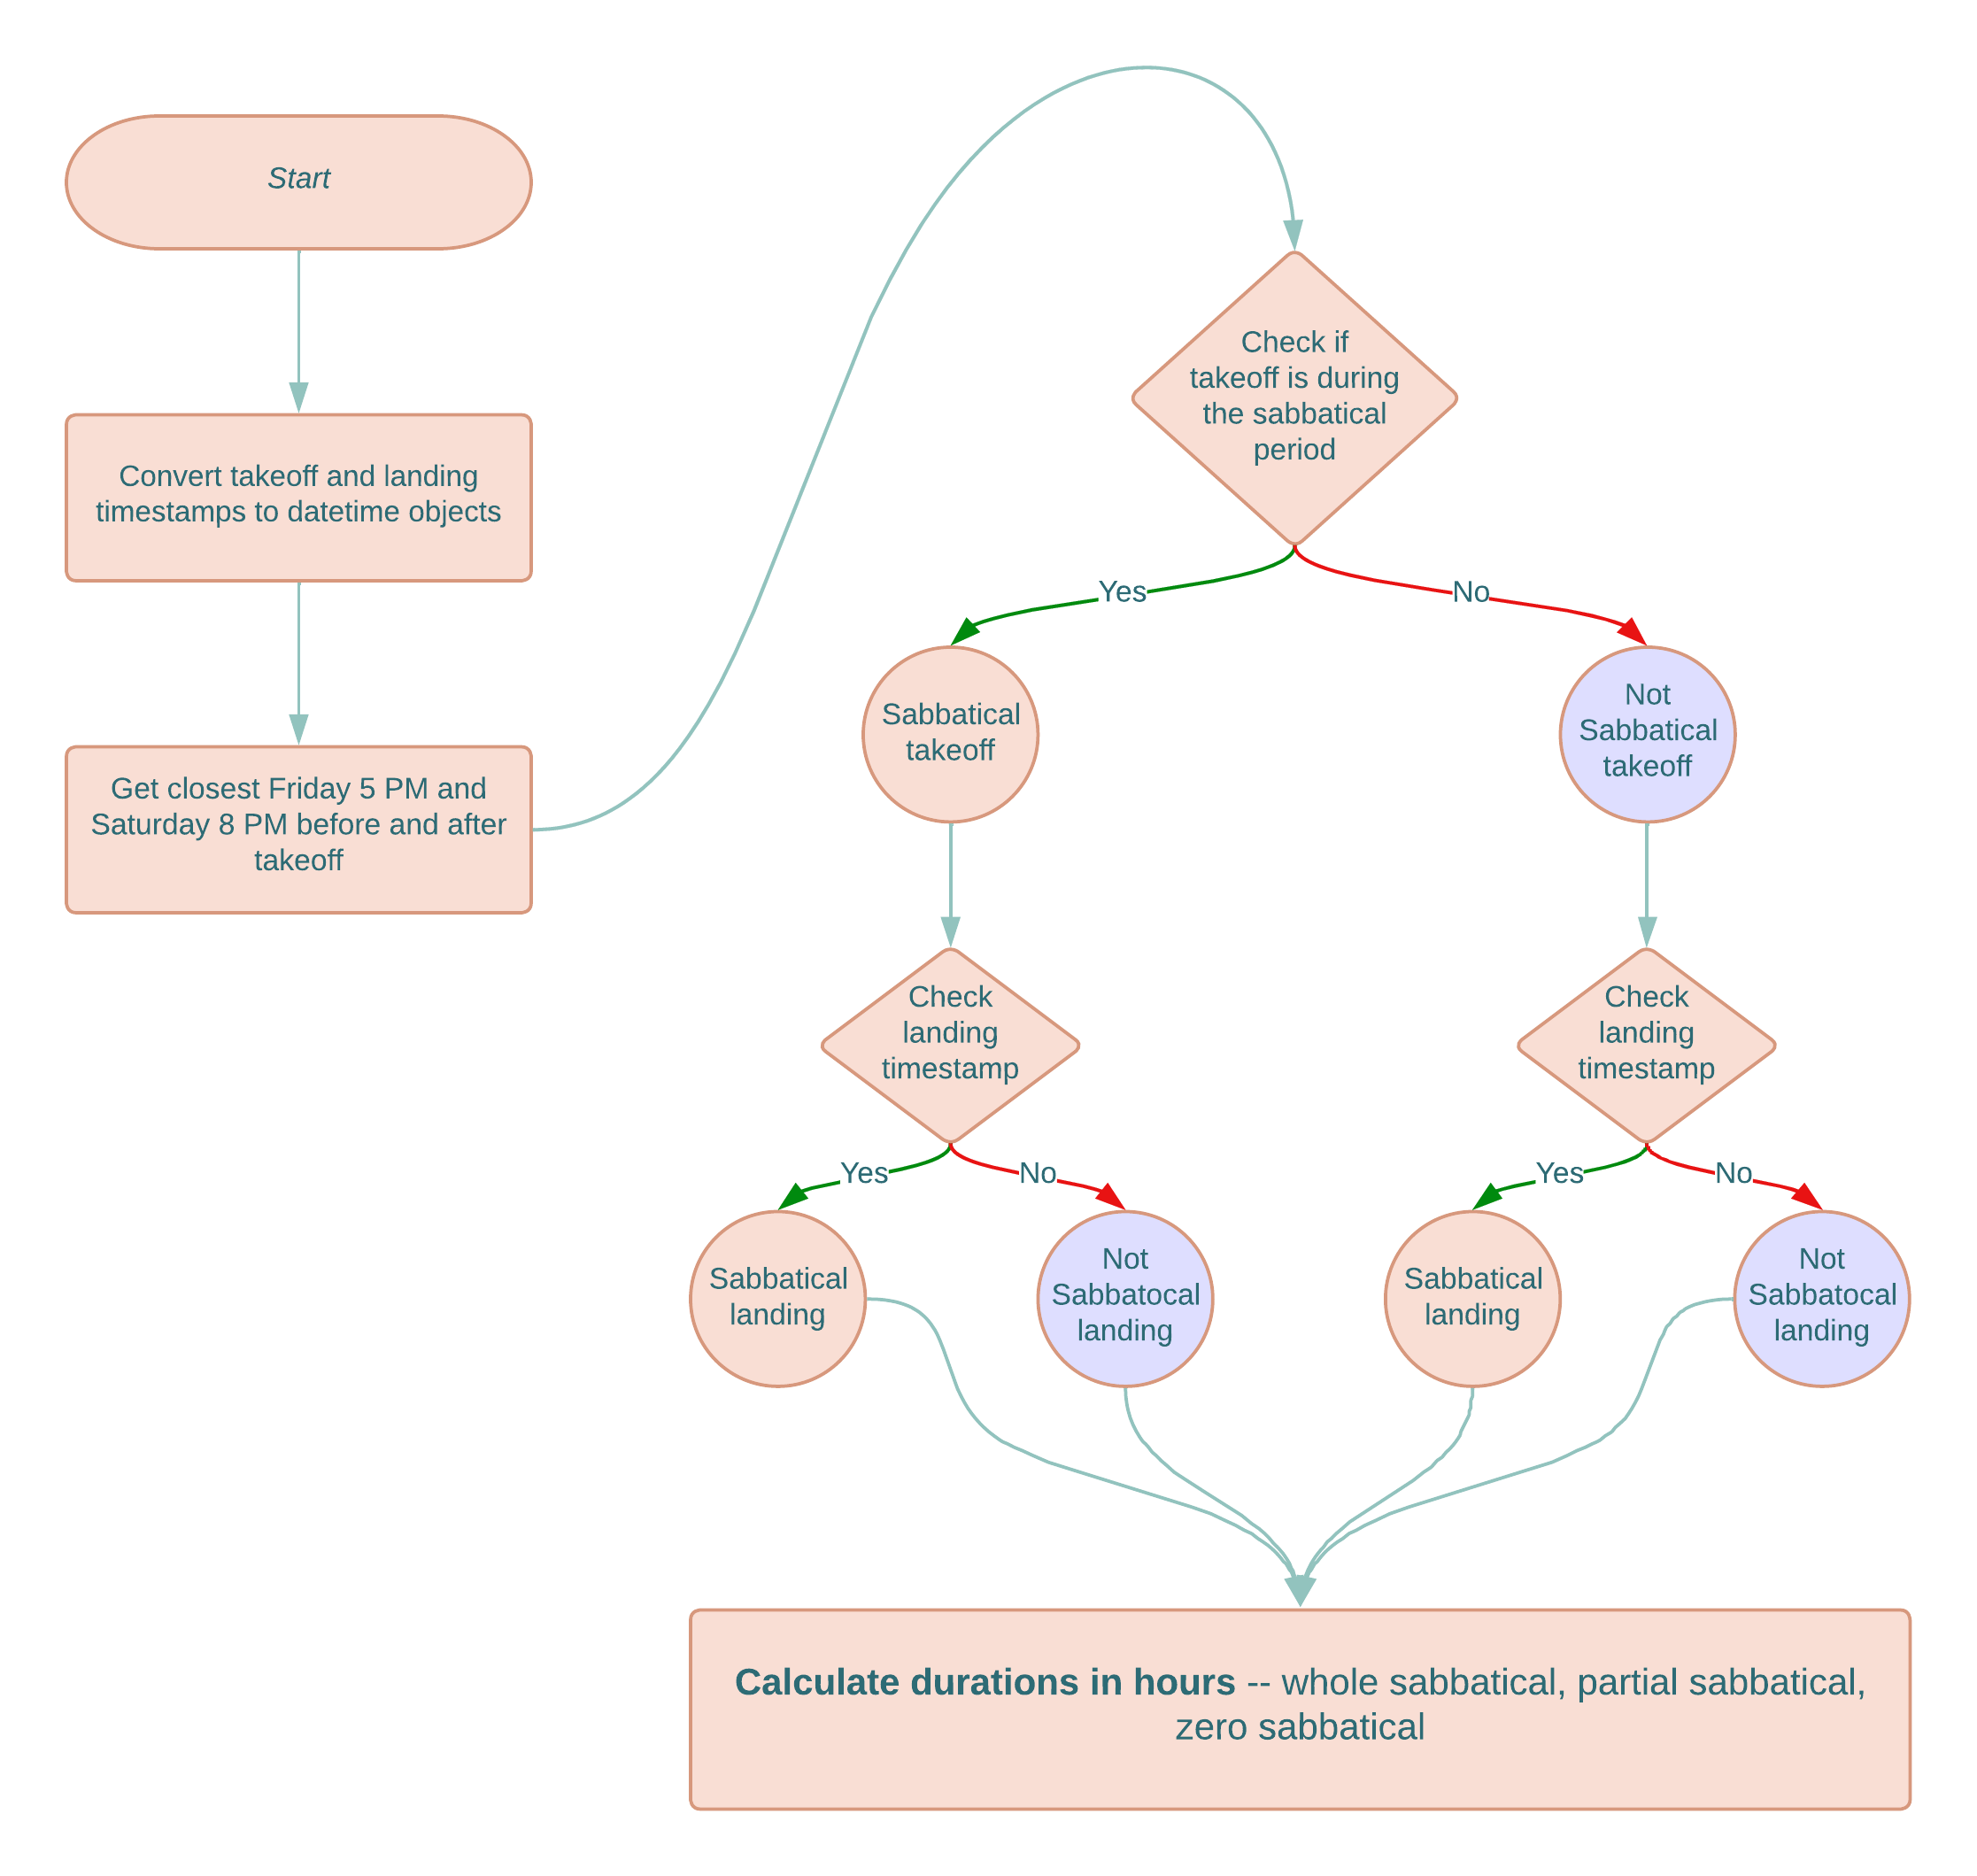 Start
Convert takeoff and landing
timestamps to datetime objects
Get closest Friday 5 PM and
Saturday 8 PM before and after
takeoff
Check if
takeoff is during
the sabbatical
period
Yes
No
Sabbatical
takeoff
Not
Sabbatical
takeoff
Check
landing
timestamp
Check
landing
timestamp
Yes
No
Yes
No
Sabbatical
landing
Not
Sabbatocal
landing
Sabbatical
landing
Not
Sabbatocal
landing
Calculate durations in hours -- whole sabbatical, partial sabbatical,
zero sabbatical